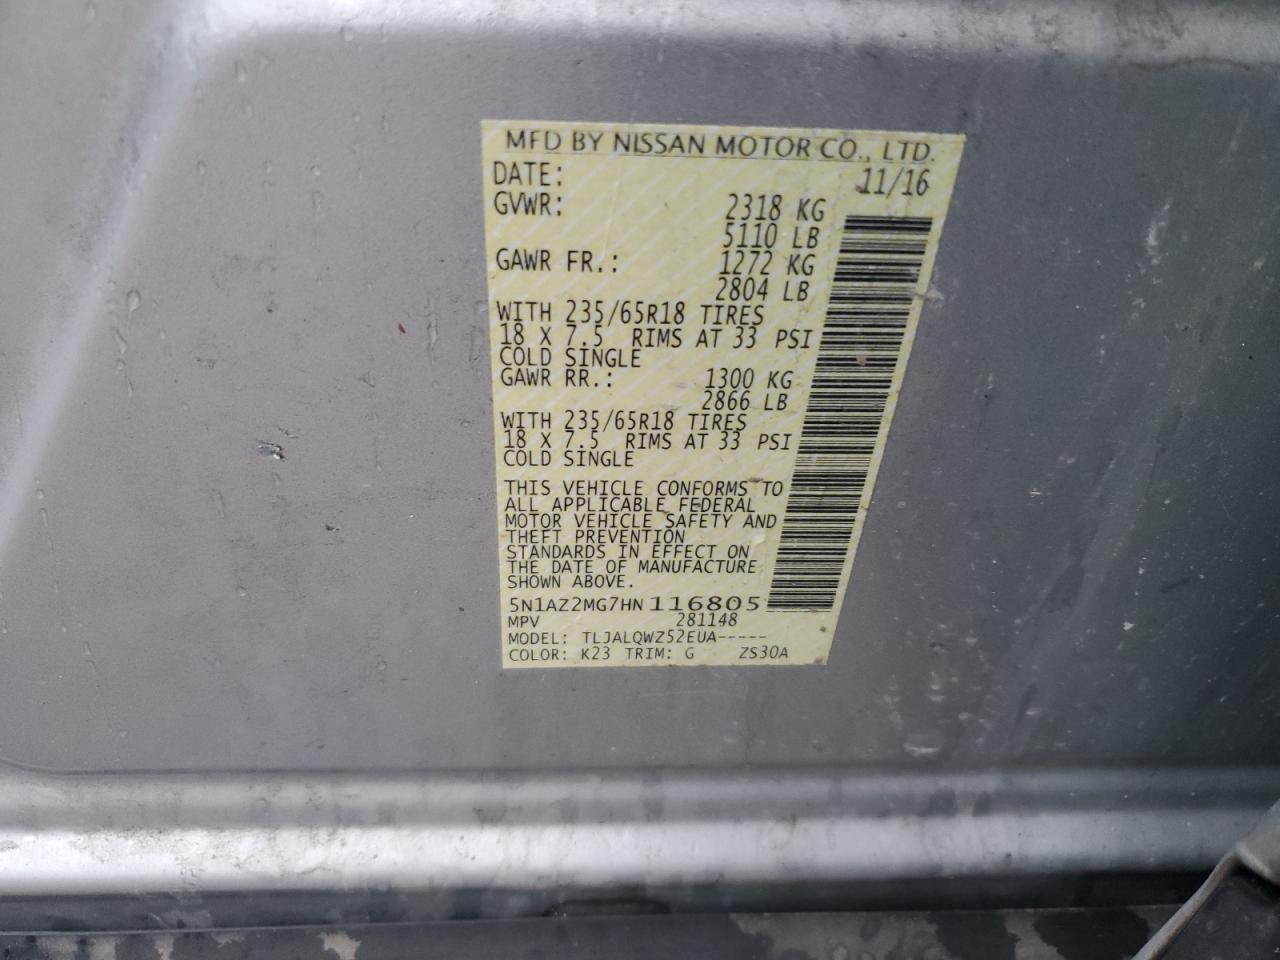 MFD BY NISSAN MOTOR CO., LTD.
DATE: 11/16
GVWR: 2318 KG
5110 LB
GAWR FR.: 1272 KG
2804 LB
WITH 235/65R18 TIRES
18 X 7.5 RIMS AT 33 PSI
COLD SINGLE
GAWR RR.: 1300 KG
2866 LB
WITH 235/65R18 TIRES
18 X 7.5 RIMS AT 33 PSI
COLD SINGLE
THIS VEHICLE CONFORMS TO
ALL APPLICABLE FEDERAL
MOTOR VEHICLE SAFETY AND
THEFT PREVENTION
STANDARDS IN EFFECT ON
THE DATE OF MANUFACTURE
SHOWN ABOVE.
5N1AZ2MG7HN116805
MPV 281148
MODEL: TLJALQWZ52EUA-----
COLOR: K23 TRIM: G ZS30A